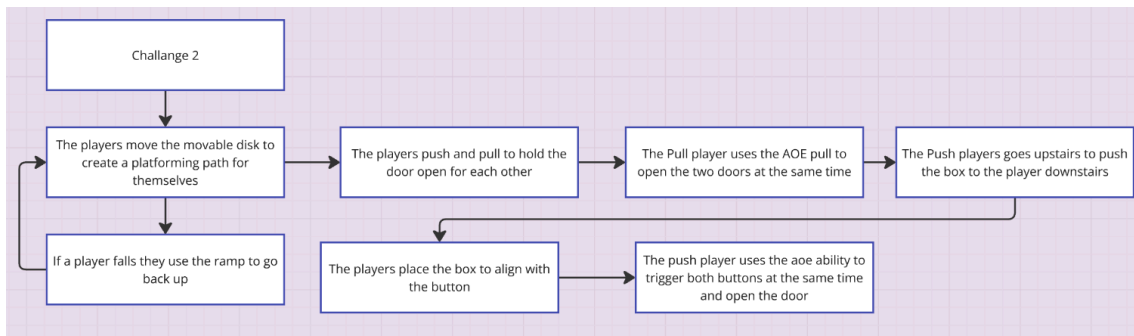 Challange 2
The players move the movable disk to
create a platforming path for
themselves
The players push and pull to hold the
door open for each other
The Pull player uses the AOE pull to
open the two doors at the same time
The Push players goes upstairs to push
the box to the player downstairs
If a player falls they use the ramp to go
back up
The players place the box to align with
the button
The push player uses the aoe ability to
trigger both buttons at the same time
and open the door